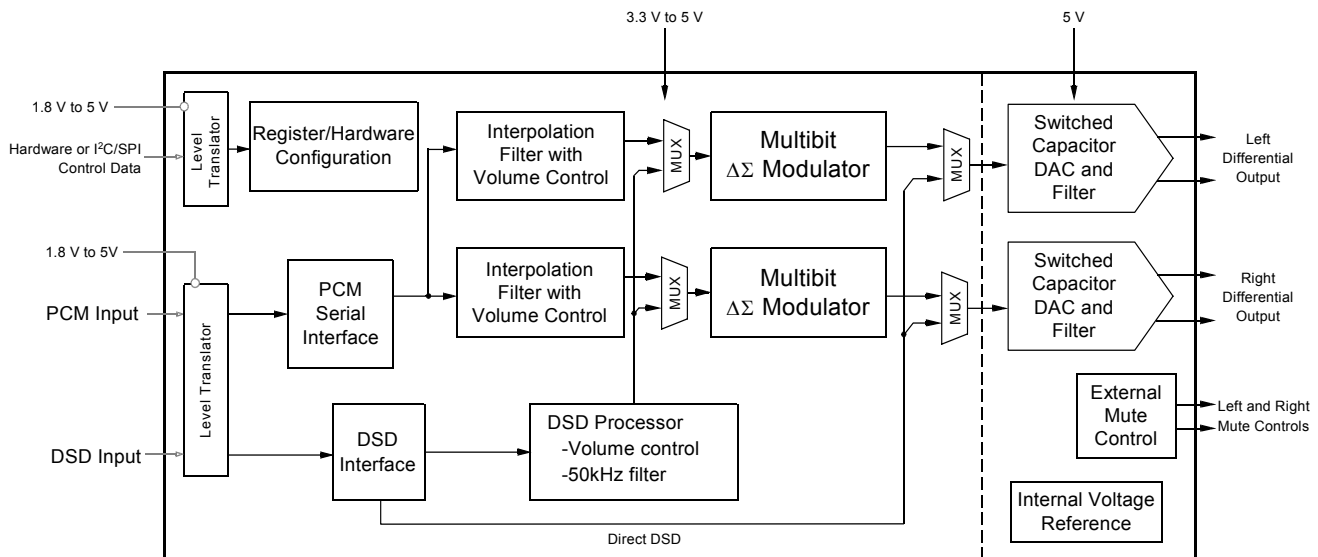 3.3 V to 5 V
5 V
1.8 V to 5 V
Hardware or I²C/SPI
Control Data
Level
Translator
Register/Hardware
Configuration
Interpolation
Filter with
Volume Control
MUX
Multibit
ΔΣ Modulator
MUX
Switched
Capacitor
DAC and
Filter
Left
Differential
Output
1.8 V to 5V
PCM Input
Level Translator
PCM
Serial
Interface
Interpolation
Filter with
Volume Control
MUX
Multibit
ΔΣ Modulator
MUX
Switched
Capacitor
DAC and
Filter
Right
Differential
Output
DSD Input
DSD
Interface
DSD Processor
-Volume control
-50kHz filter
External
Mute
Control
Left and Right
Mute Controls
Internal Voltage
Reference
Direct DSD